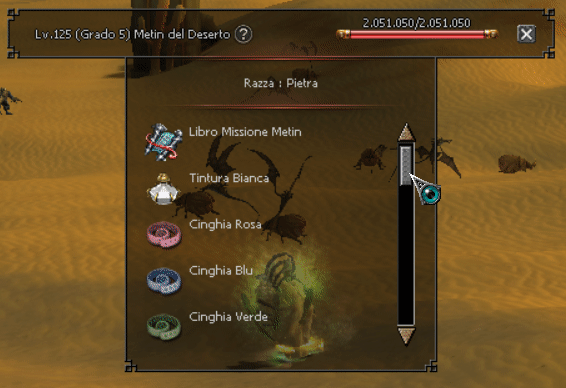 2.051.050/2.051.050
Lv.125 (Grado 5) Metin del Deserto ?
Razza : Pietra
Libro Missione Metin
Tintura Bianca
Cinghia Rosa
Cinghia Blu
Cinghia Verde